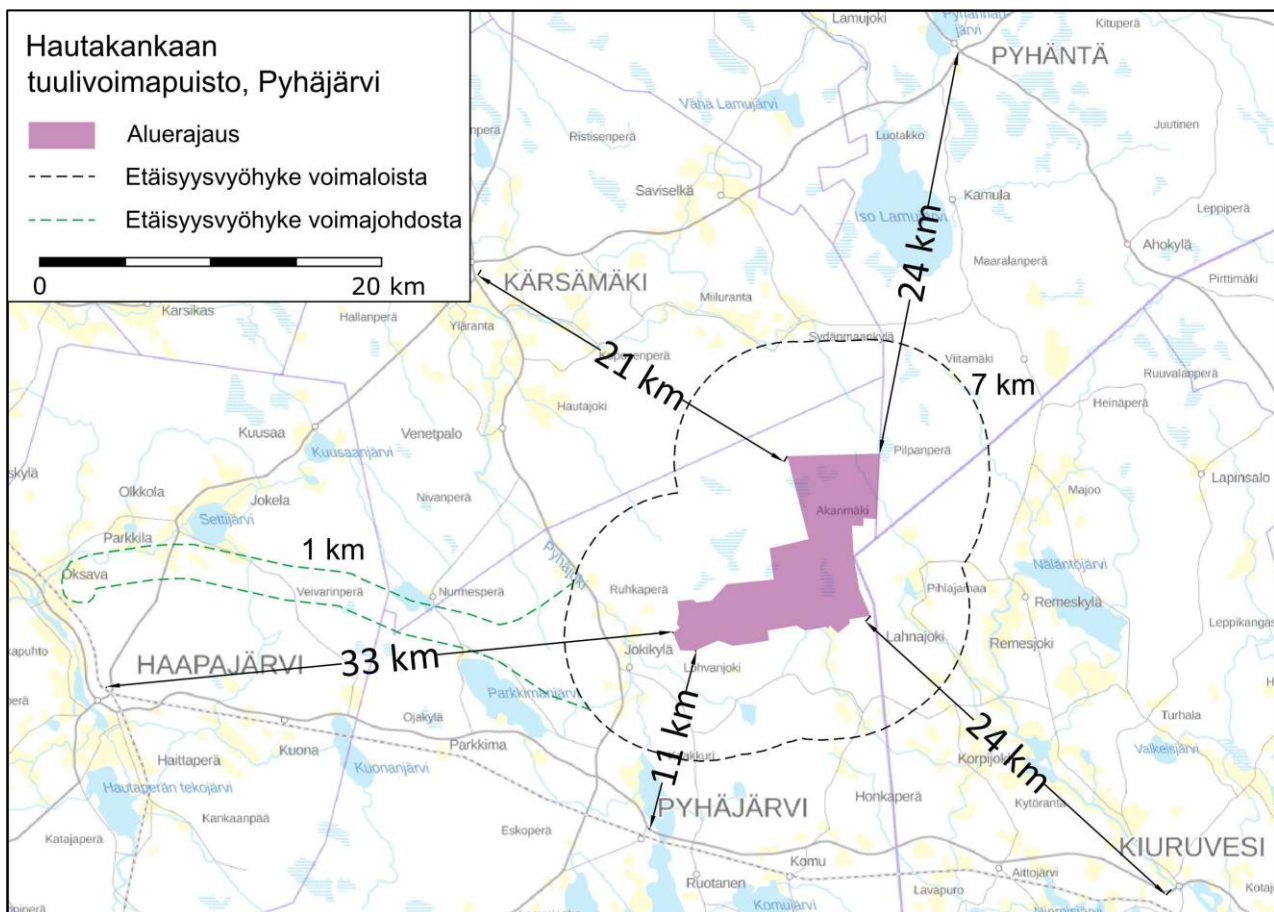 Hautakankaan
tuulivoimapuisto, Pyhäjärvi
Aluerajaus
Etäisyysvyöhyke voimaloista
Etäisyysvyöhyke voimajohdosta
0 20 km
Lamujoki
Kituperä
PYHÄNTÄ
Vähä Lamujärvi
Ristisenperä
Luotakko
Juutinen
Saviselkä
Kamula
Iso Lamujärvi
Leppiperä
24 km
Ahokylä
Maaralanperä
Pirttimäki
KÄRSÄMÄKI
Karsikas
Hallanperä
Yläranta
Miiluranta
Sydänmaankylä
21 km
Viitamäki
Ruuvalanperä
7 km
Heinäperä
Hautajoki
Kuusaa
Venetpalo
Kuusaanjärvi
Pilpanperä
Lapinsalo
Olkkola
Jokela
Nivanperä
Majoo
Settijärvi
Akanmäki
Parkkila
1 km
Pyhäjoki
Näläntöjärvi
Oksava
Veivarinperä
Nurmesperä
Ruhkaperä
Pihlajamaa
Remeskylä
Leppikangas
Lahnajoki
Remesjoki
HAAPAJÄRVI
33 km
Jokikylä
Lohvanjoki
Parkkimanjärvi
Ojakylä
Turhala
Kuona
Parkkima
11 km
24 km
Valkeisjärvi
Haittaperä
Kuonanjärvi
Korpijoki
Hautaperän tekojärvi
Honkaperä
Kytöranta
Kankaanpää
PYHÄJÄRVI
Eskoperä
Katajaperä
KIURUVESI
Komu
Aittojärvi
Ruotanen
Lavapuro
Komujärvi